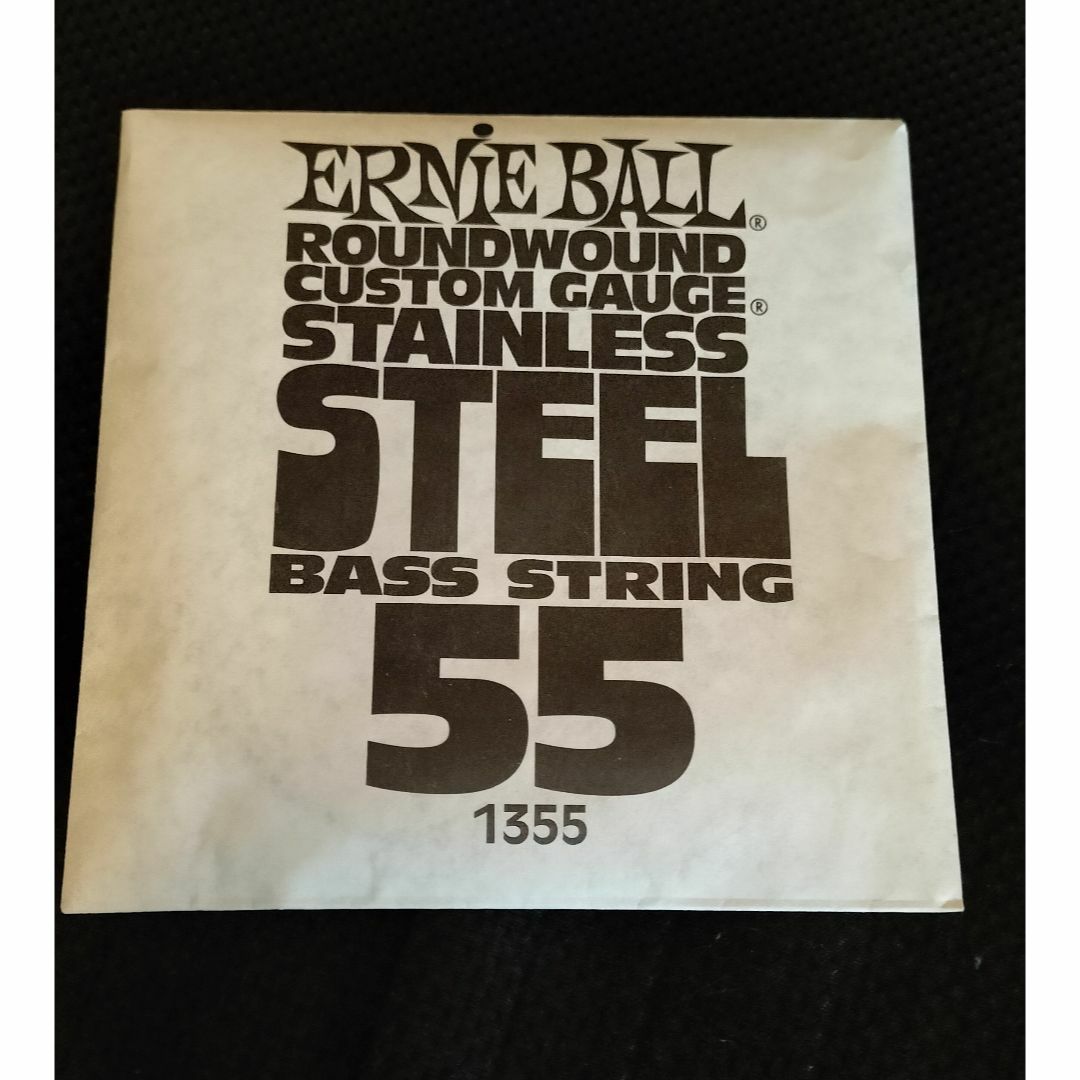 ERNiE BALL®
ROUNDWOUND
CUSTOM GAUGE®
STAINLESS
STEEL
BASS STRING
55
1355